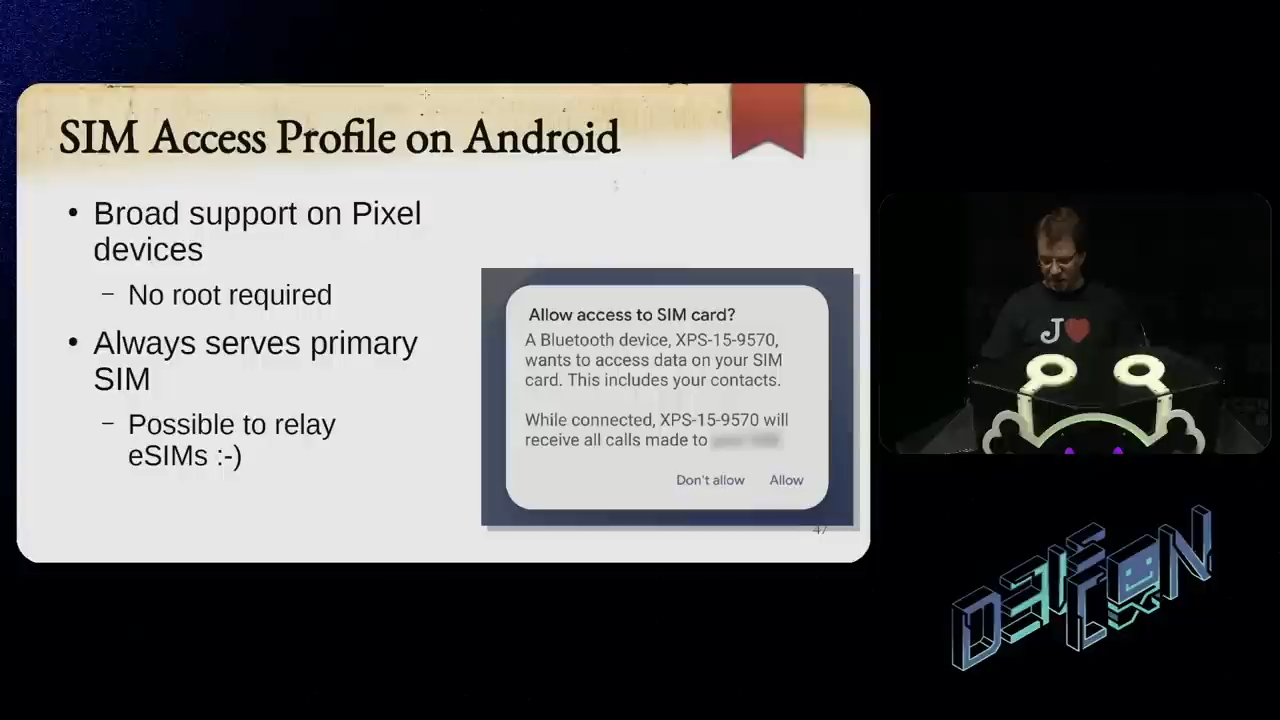 SIM Access Profile on Android
• Broad support on Pixel
devices
– No root required
• Always serves primary
SIM
– Possible to relay
eSIMs :-)
Allow access to SIM card?
A Bluetooth device, XPS-15-9570,
wants to access data on your SIM
card. This includes your contacts.
While connected, XPS-15-9570 will
receive all calls made to
Don't allow
Allow
47
J❤
DEF CON